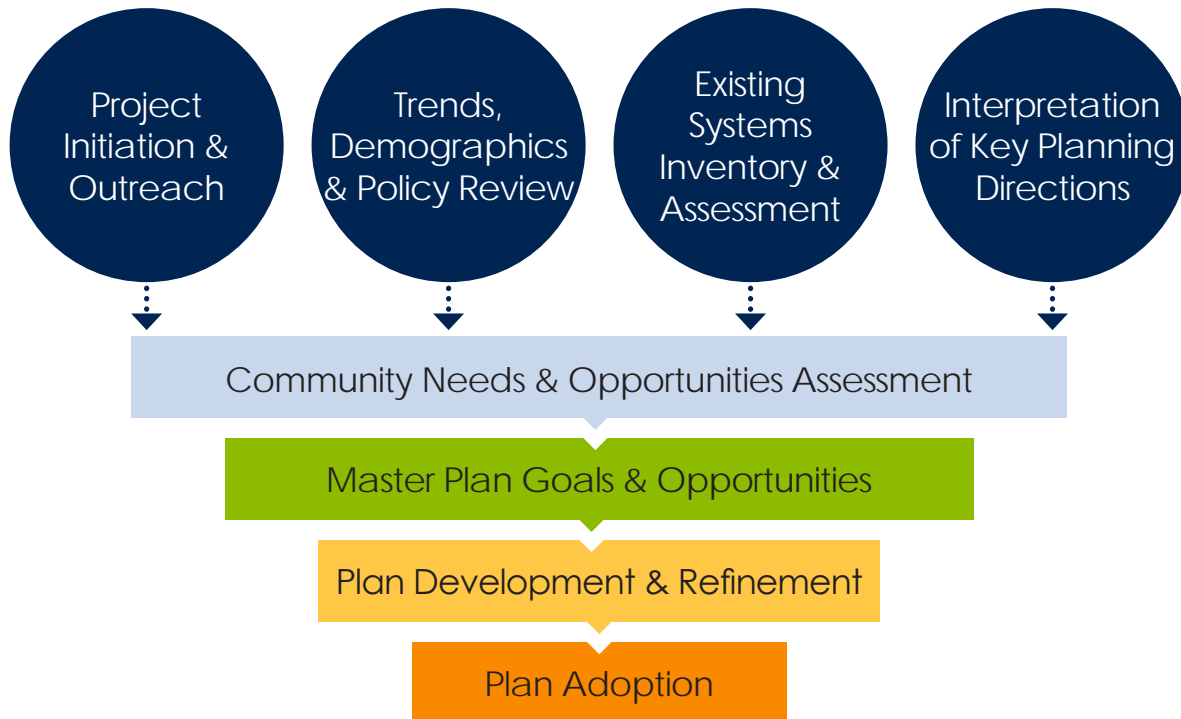 Project
Initiation &
Outreach
Trends,
Demographics
& Policy Review
Existing
Systems
Inventory &
Assessment
Interpretation
of Key Planning
Directions
Community Needs & Opportunities Assessment
Master Plan Goals & Opportunities
Plan Development & Refinement
Plan Adoption